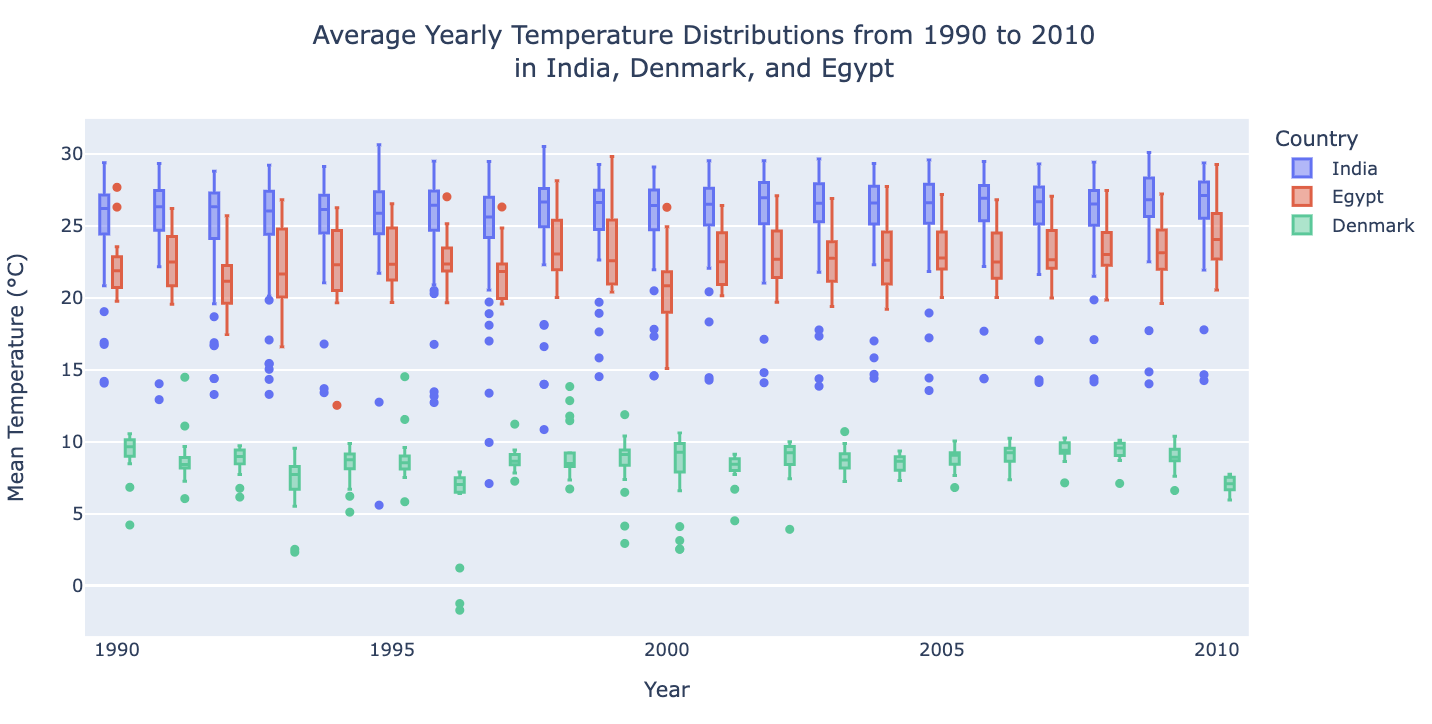 Average Yearly Temperature Distributions from 1990 to 2010
in India, Denmark, and Egypt
Country
India
Egypt
Denmark
Mean Temperature (°C)
30
25
20
15
10
5
0
1990
1995
2000
2005
2010
Year